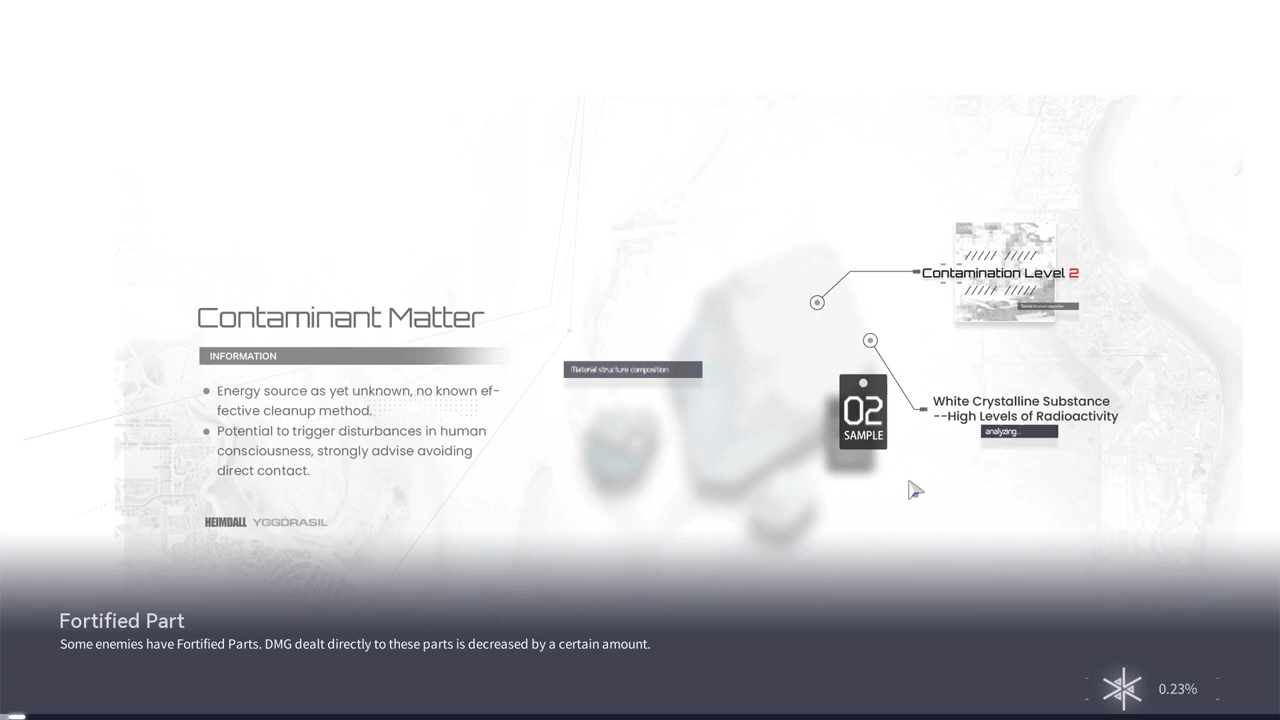 Contamination Level 2
Contaminant Matter
INFORMATION
Material structure composition
Energy source as yet unknown, no known ef-
fective cleanup method.
Potential to trigger disturbances in human
consciousness, strongly advise avoiding
direct contact.
02
SAMPLE
White Crystalline Substance
--High Levels of Radioactivity
analyzing...
HEIMDALL YGGDRASIL
Fortified Part
Some enemies have Fortified Parts. DMG dealt directly to these parts is decreased by a certain amount.
0.23%